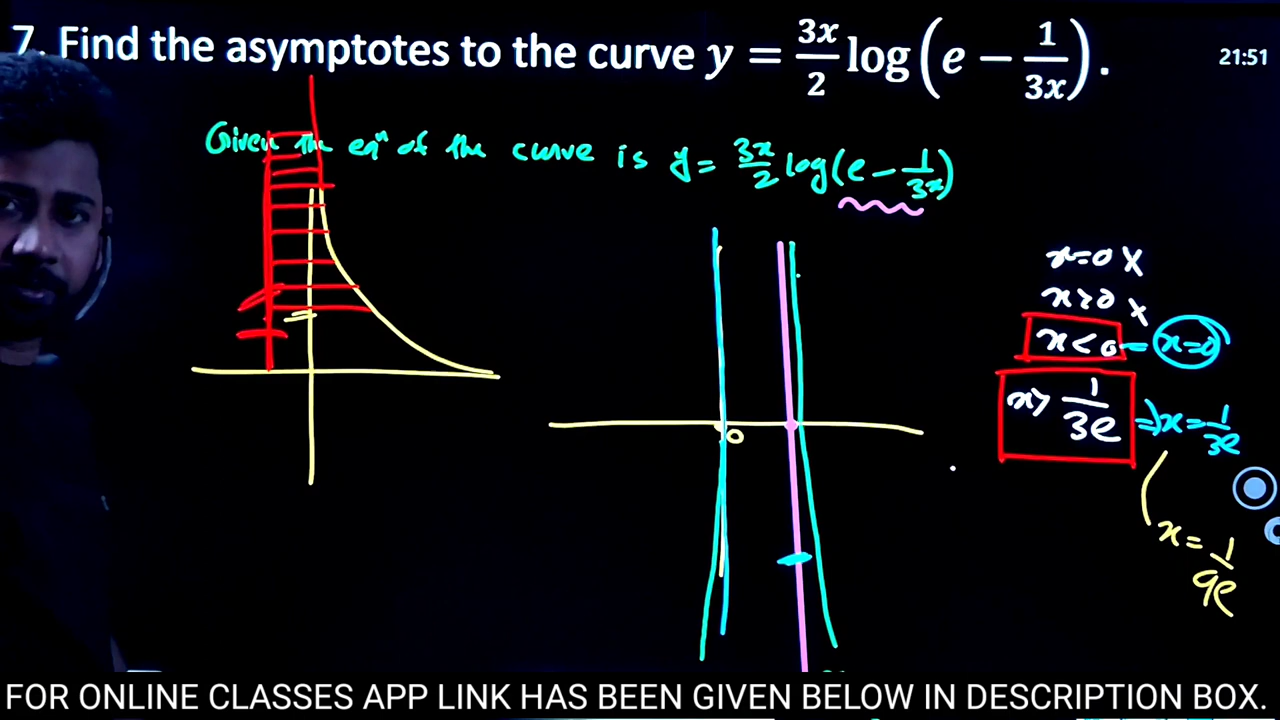 7. Find the asymptotes to the curve y = 3x/2 log(e − 1/3x).
21:51
Given the eqⁿ of the curve is y = 3x/2 log(e − 1/3x)
x=0 X
x>0 X
x<0 = x=0
x> 1/3e => x = 1/3e
x = 1/9e
0
FOR ONLINE CLASSES APP LINK HAS BEEN GIVEN BELOW IN DESCRIPTION BOX.